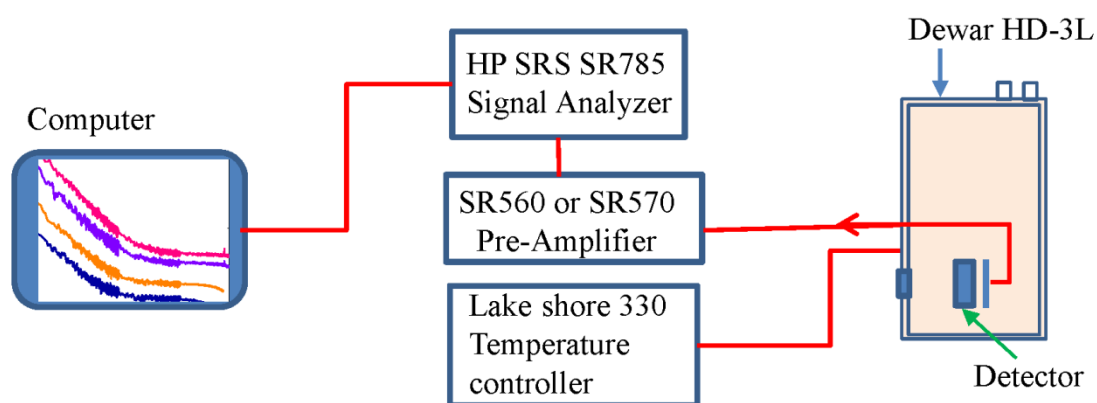 Computer
HP SRS SR785
Signal Analyzer
SR560 or SR570
Pre-Amplifier
Lake shore 330
Temperature
controller
Dewar HD-3L
Detector